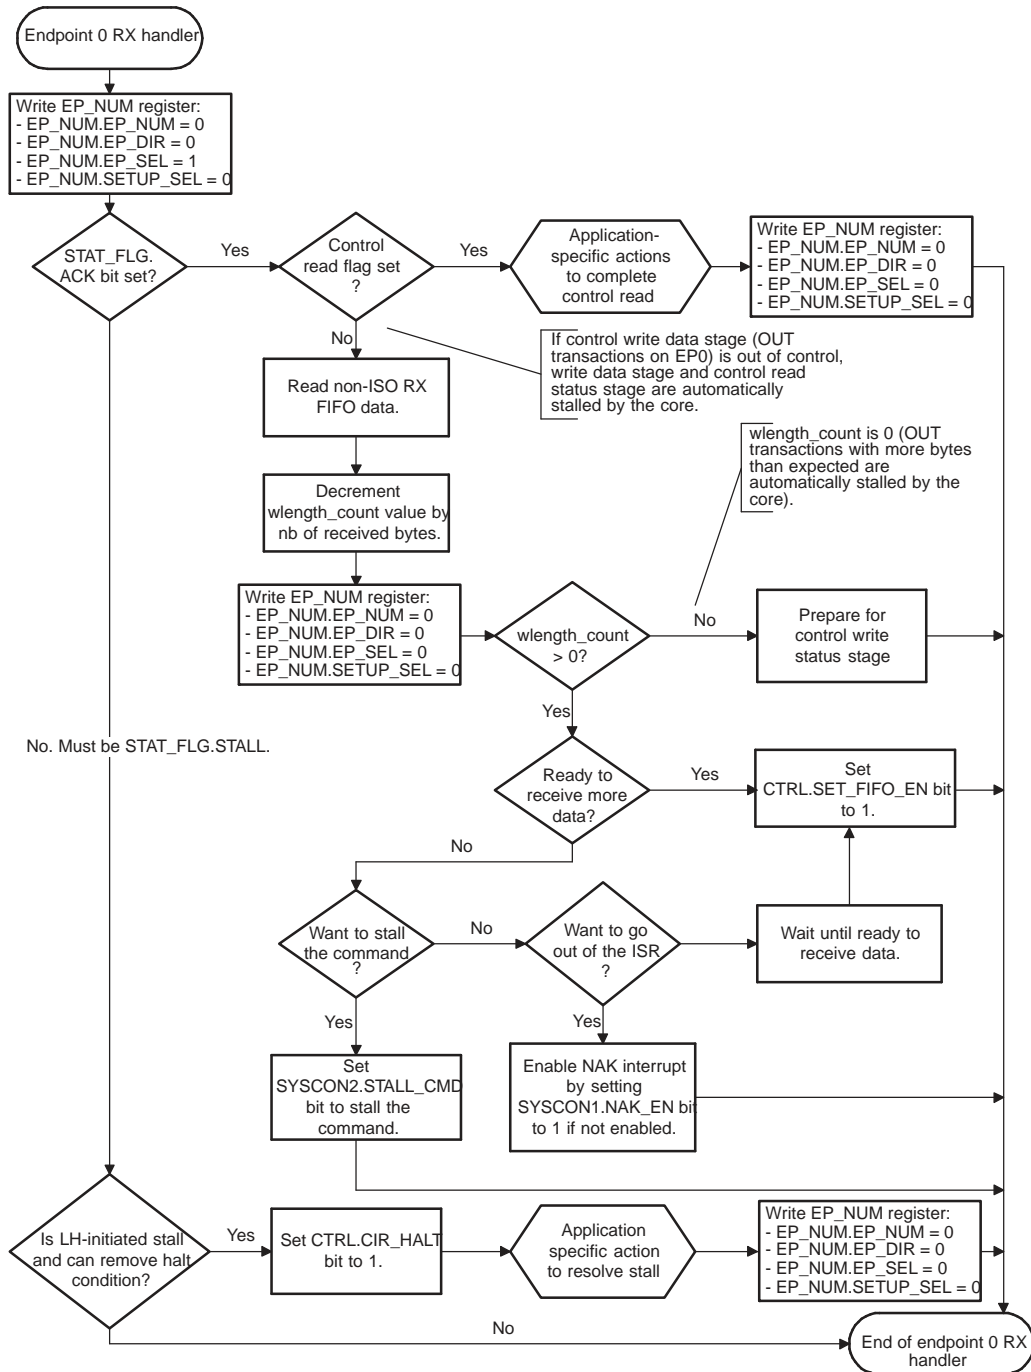 Endpoint 0 RX handler
Write EP_NUM register:
- EP_NUM.EP_NUM = 0
- EP_NUM.EP_DIR = 0
- EP_NUM.EP_SEL = 1
- EP_NUM.SETUP_SEL = 0
STAT_FLG.
ACK bit set?
Yes
Control
read flag set
?
Yes
Application-
specific actions
to complete
control read
Write EP_NUM register:
- EP_NUM.EP_NUM = 0
- EP_NUM.EP_DIR = 0
- EP_NUM.EP_SEL = 0
- EP_NUM.SETUP_SEL = 0
No
If control write data stage (OUT
transactions on EP0) is out of control,
write data stage and control read
status stage are automatically
stalled by the core.
Read non-ISO RX
FIFO data.
wlength_count is 0 (OUT
transactions with more bytes
than expected are
automatically stalled by the
core).
Decrement
wlength_count value by
nb of received bytes.
Write EP_NUM register:
- EP_NUM.EP_NUM = 0
- EP_NUM.EP_DIR = 0
- EP_NUM.EP_SEL = 0
- EP_NUM.SETUP_SEL = 0
wlength_count
> 0?
No
Prepare for
control write
status stage
Yes
No. Must be STAT_FLG.STALL.
Ready to
receive more
data?
Yes
Set
CTRL.SET_FIFO_EN bit
to 1.
No
Want to stall
the command
?
No
Want to go
out of the ISR
?
Wait until ready to
receive data.
Yes
Yes
Set
SYSCON2.STALL_CMD
bit to stall the
command.
Enable NAK interrupt
by setting
SYSCON1.NAK_EN bit
to 1 if not enabled.
Is LH-initiated stall
and can remove halt
condition?
Yes
Set CTRL.CIR_HALT
bit to 1.
Application
specific action
to resolve stall
Write EP_NUM register:
- EP_NUM.EP_NUM = 0
- EP_NUM.EP_DIR = 0
- EP_NUM.EP_SEL = 0
- EP_NUM.SETUP_SEL = 0
No
End of endpoint 0 RX
handler